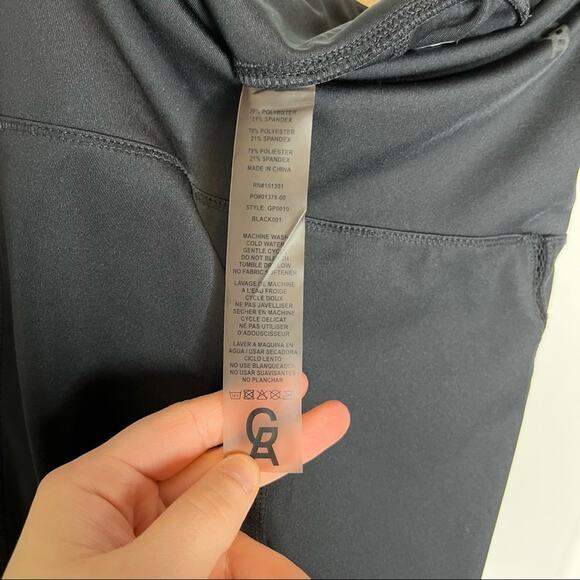 79% POLYESTER
21% SPANDEX
79% POLYESTER
21% SPANDEX
79% POLIÉSTER
21% SPANDEX
MADE IN CHINA
RN#151301
PO#01378-00
STYLE: GP0010
BLACK001
MACHINE WASH
COLD WATER
GENTLE CYCLE
DO NOT BLEACH
TUMBLE DRY LOW
NO FABRIC SOFTENER
LAVAGE DE MACHINE
A L'EAU FROIDE
CYCLE DOUX
NE PAS JAVELLISER
SECHER EN MACHINE
CYCLE DELICAT
NE PAS UTILISER
D'ADOUCISSEUR
LAVER A MAQUINA EN
AGUA / USAR SECADORA
CICLO LENTO
NO USE BLANQUEADOR
NO USAR SUAVISANTES
NO PLANCHAR
GA